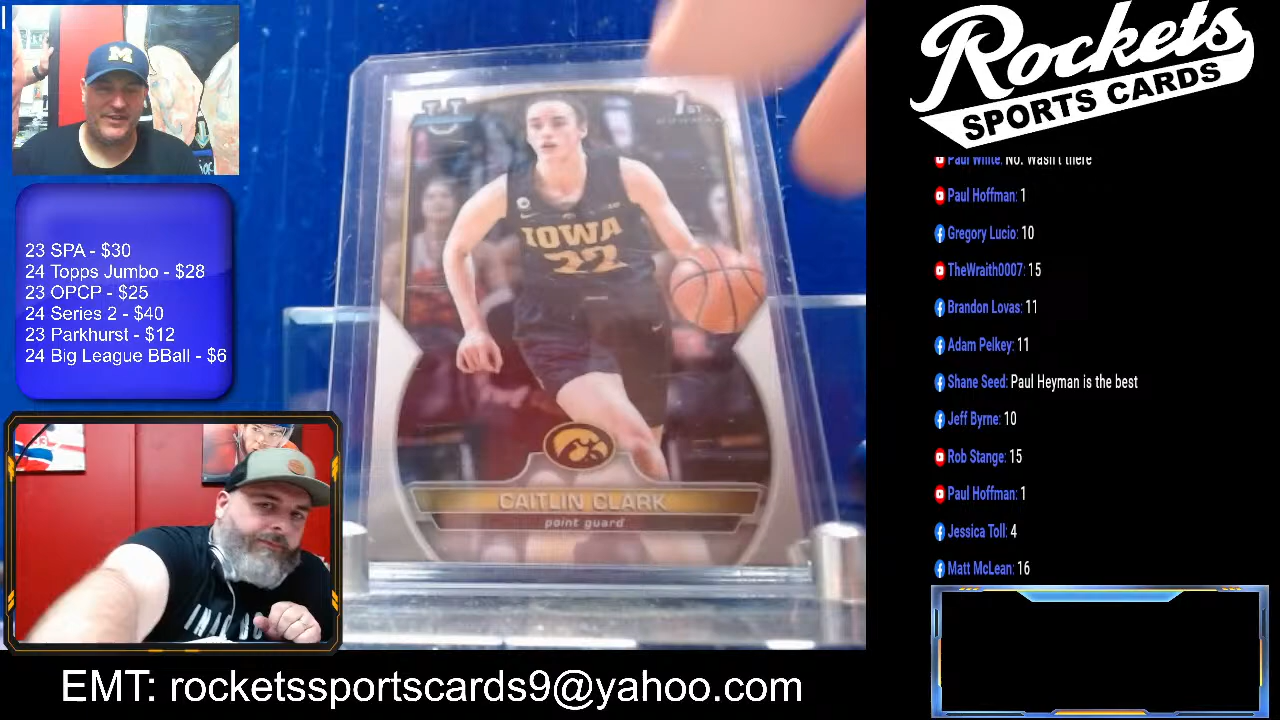 M
23 SPA - $30
24 Topps Jumbo - $28
23 OPCP - $25
24 Series 2 - $40
23 Parkhurst - $12
24 Big League BBall - $6
U
1ST
BOWMAN
IOWA
22
CAITLIN CLARK
point guard
Rockets
SPORTS CARDS
Paul White: No. Wasn't there
Paul Hoffman: 1
Gregory Lucio: 10
TheWraith0007: 15
Brandon Lovas: 11
Adam Pelkey: 11
Shane Seed: Paul Heyman is the best
Jeff Byrne: 10
Rob Stange: 15
Paul Hoffman: 1
Jessica Toll: 4
Matt McLean: 16
EMT: rocketssportscards9@yahoo.com